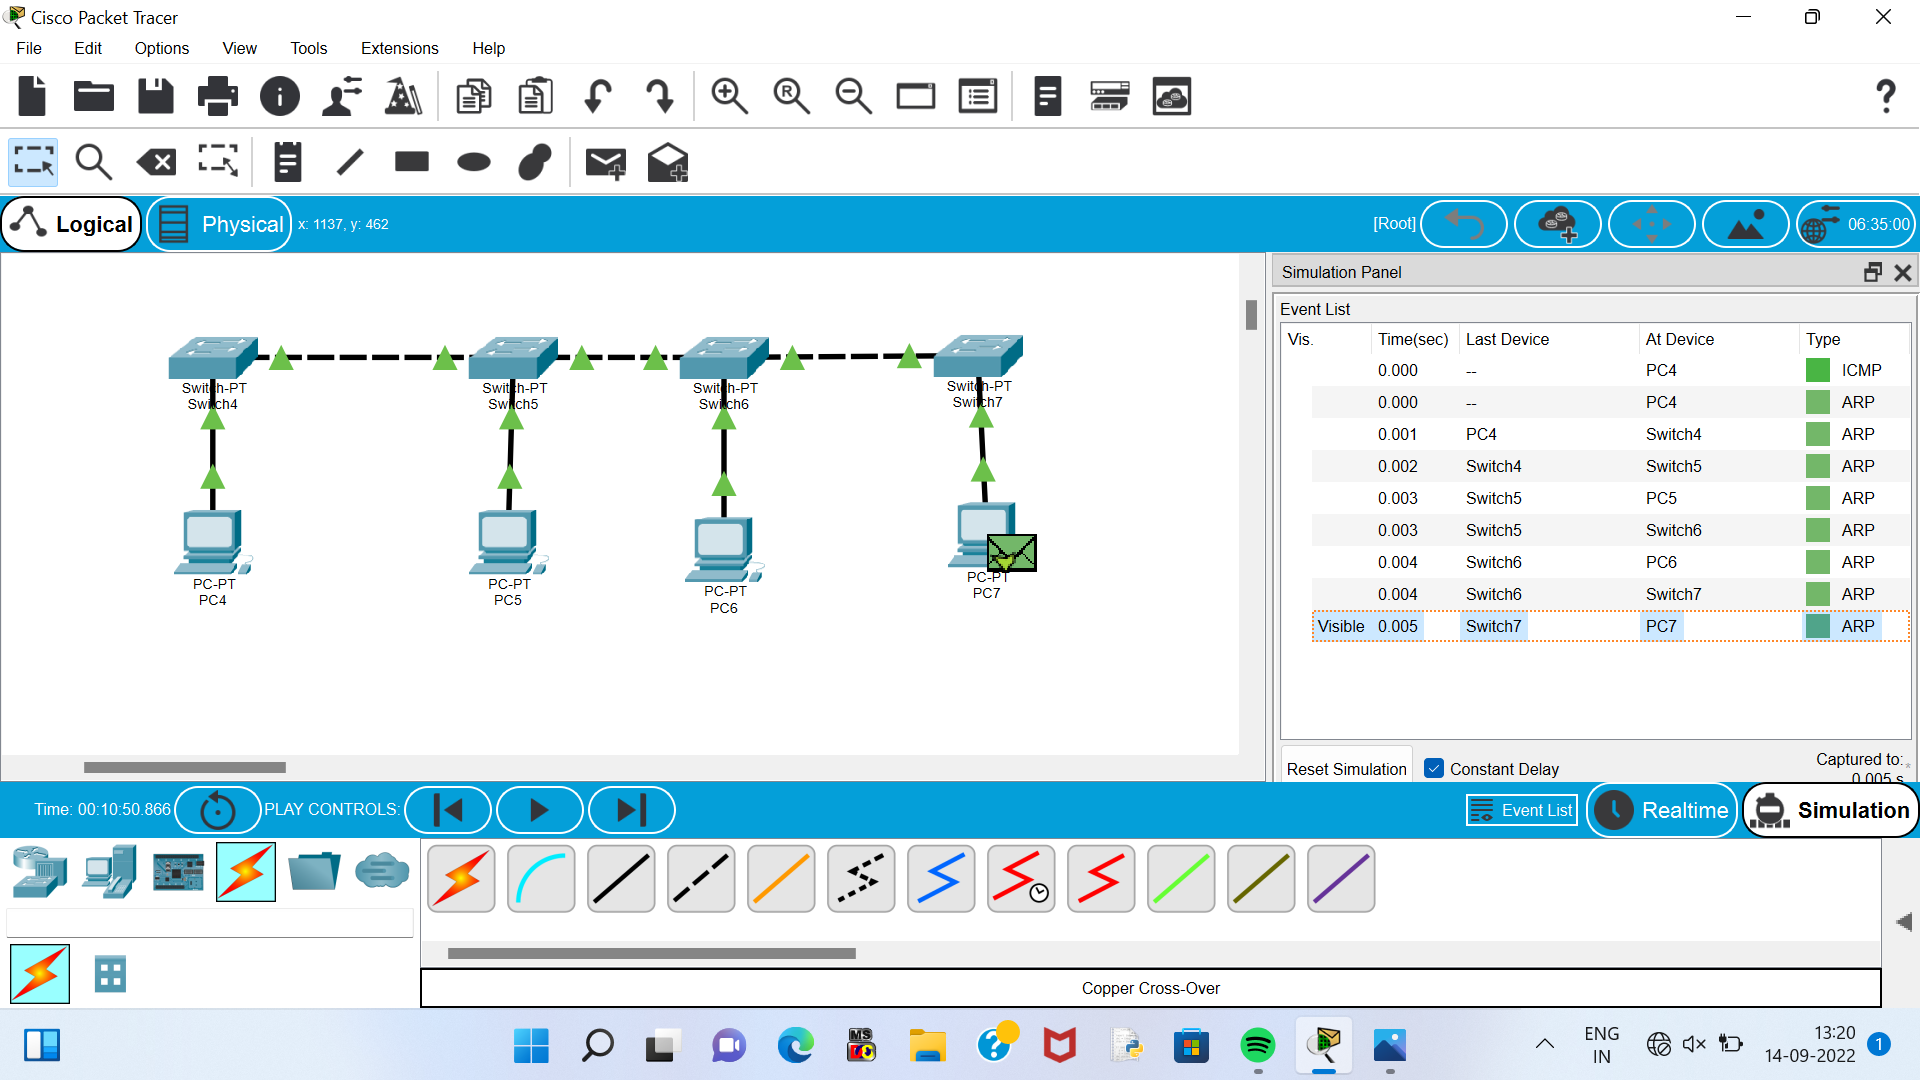 Cisco Packet Tracer
File Edit Options View Tools Extensions Help
R
?
Logical Physical x: 1137, y: 462 [Root] 06:35:00
Simulation Panel
Event List
Vis. Time(sec) Last Device At Device Type
0.000 -- PC4 ICMP
0.000 -- PC4 ARP
0.001 PC4 Switch4 ARP
0.002 Switch4 Switch5 ARP
0.003 Switch5 PC5 ARP
0.003 Switch5 Switch6 ARP
0.004 Switch6 PC6 ARP
0.004 Switch6 Switch7 ARP
Visible 0.005 Switch7 PC7 ARP
Switch-PT
Switch4
Switch-PT
Switch5
Switch-PT
Switch6
Switch-PT
Switch7
PC-PT
PC4
PC-PT
PC5
PC-PT
PC6
PC-PT
PC7
Reset Simulation Constant Delay Captured to:*
0.005 s
Time: 00:10:50.866 PLAY CONTROLS: Event List Realtime Simulation
Copper Cross-Over
MS
ENG
IN
13:20
14-09-2022
1